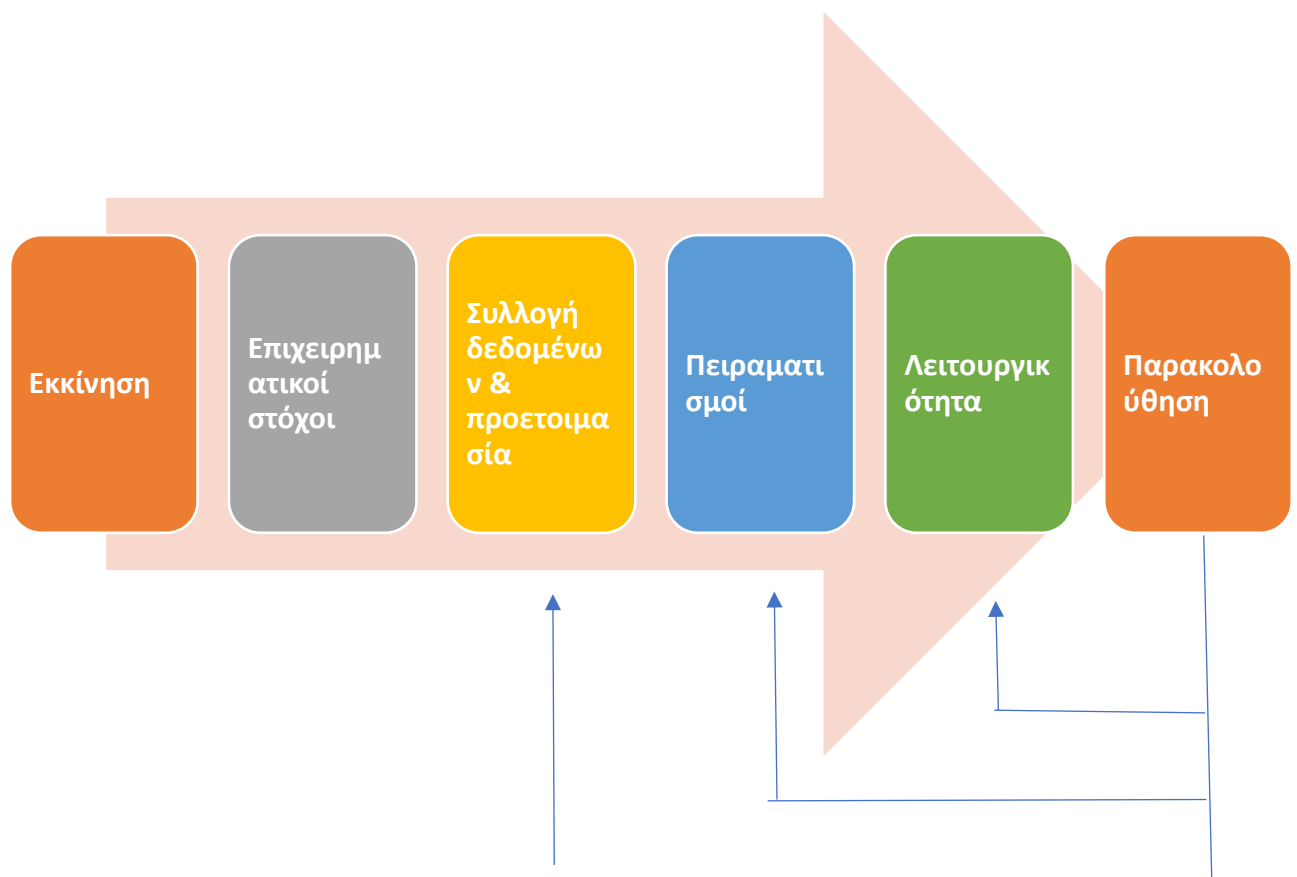 Εκκίνηση
Επιχειρημ
ατικοί
στόχοι
Συλλογή
δεδομένω
ν &
προετοιμα
σία
Πειραματι
σμοί
Λειτουργικ
ότητα
Παρακολο
ύθηση